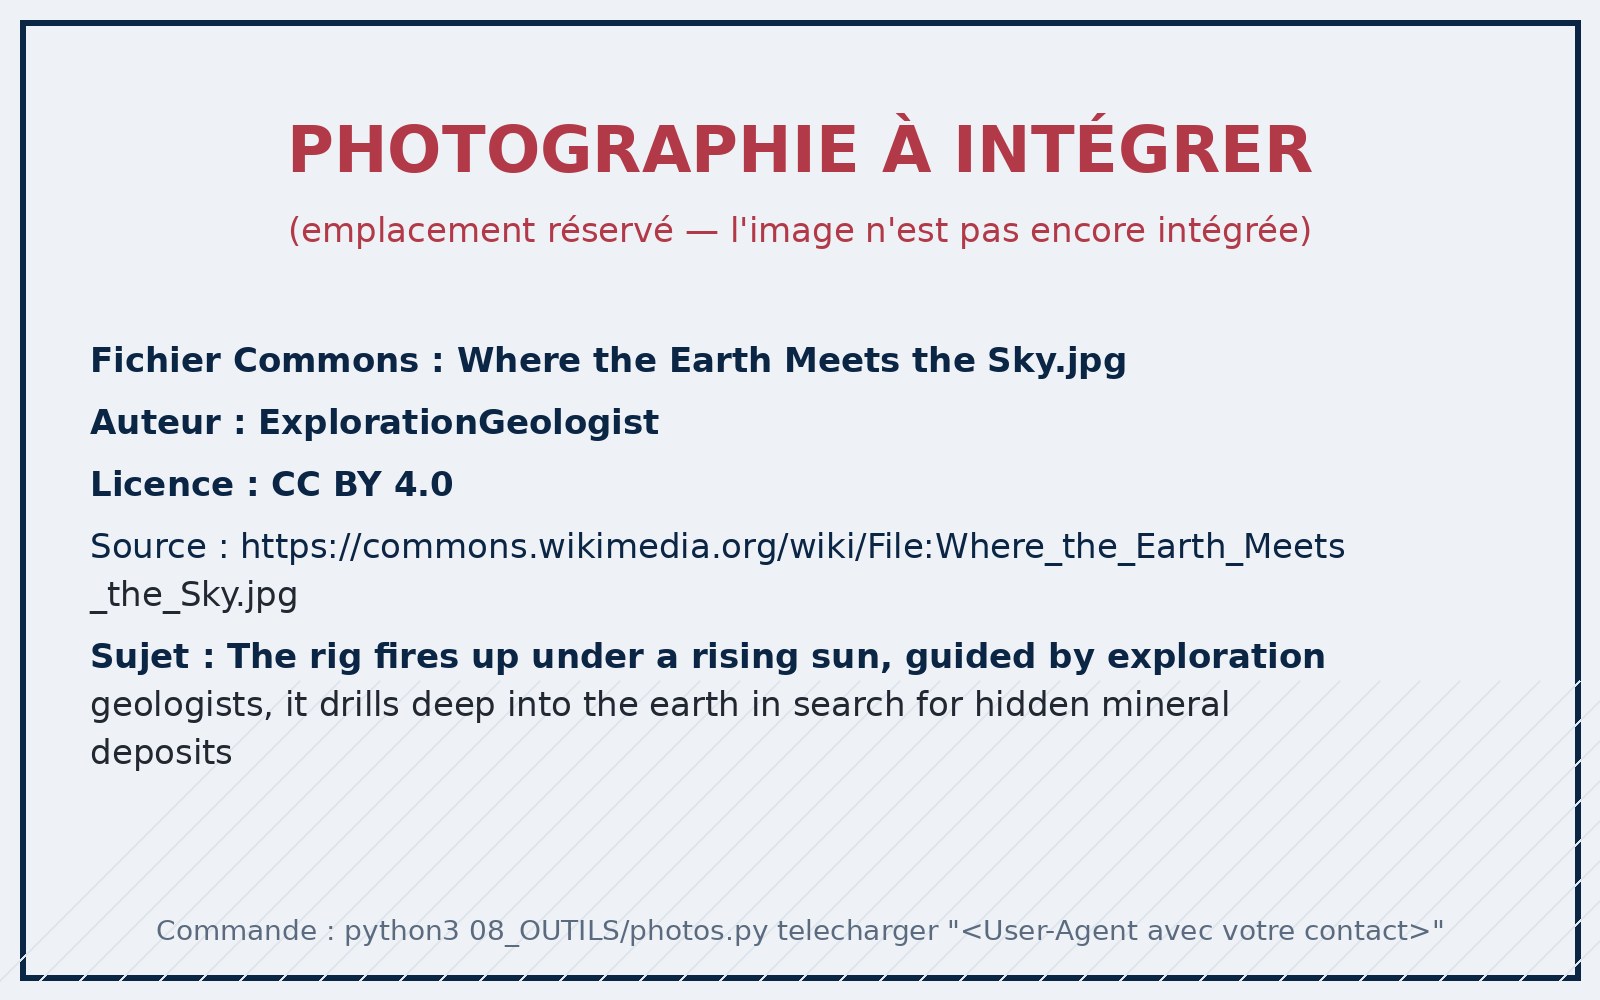 PHOTOGRAPHIE À INTÉGRER
(emplacement réservé — l'image n'est pas encore intégrée)
Fichier Commons : Where the Earth Meets the Sky.jpg
Auteur : ExplorationGeologist
Licence : CC BY 4.0
Source : https://commons.wikimedia.org/wiki/File:Where_the_Earth_Meets
_the_Sky.jpg
Sujet : The rig fires up under a rising sun, guided by exploration
geologists, it drills deep into the earth in search for hidden mineral
deposits
Commande : python3 08_OUTILS/photos.py telecharger "<User-Agent avec votre contact>"